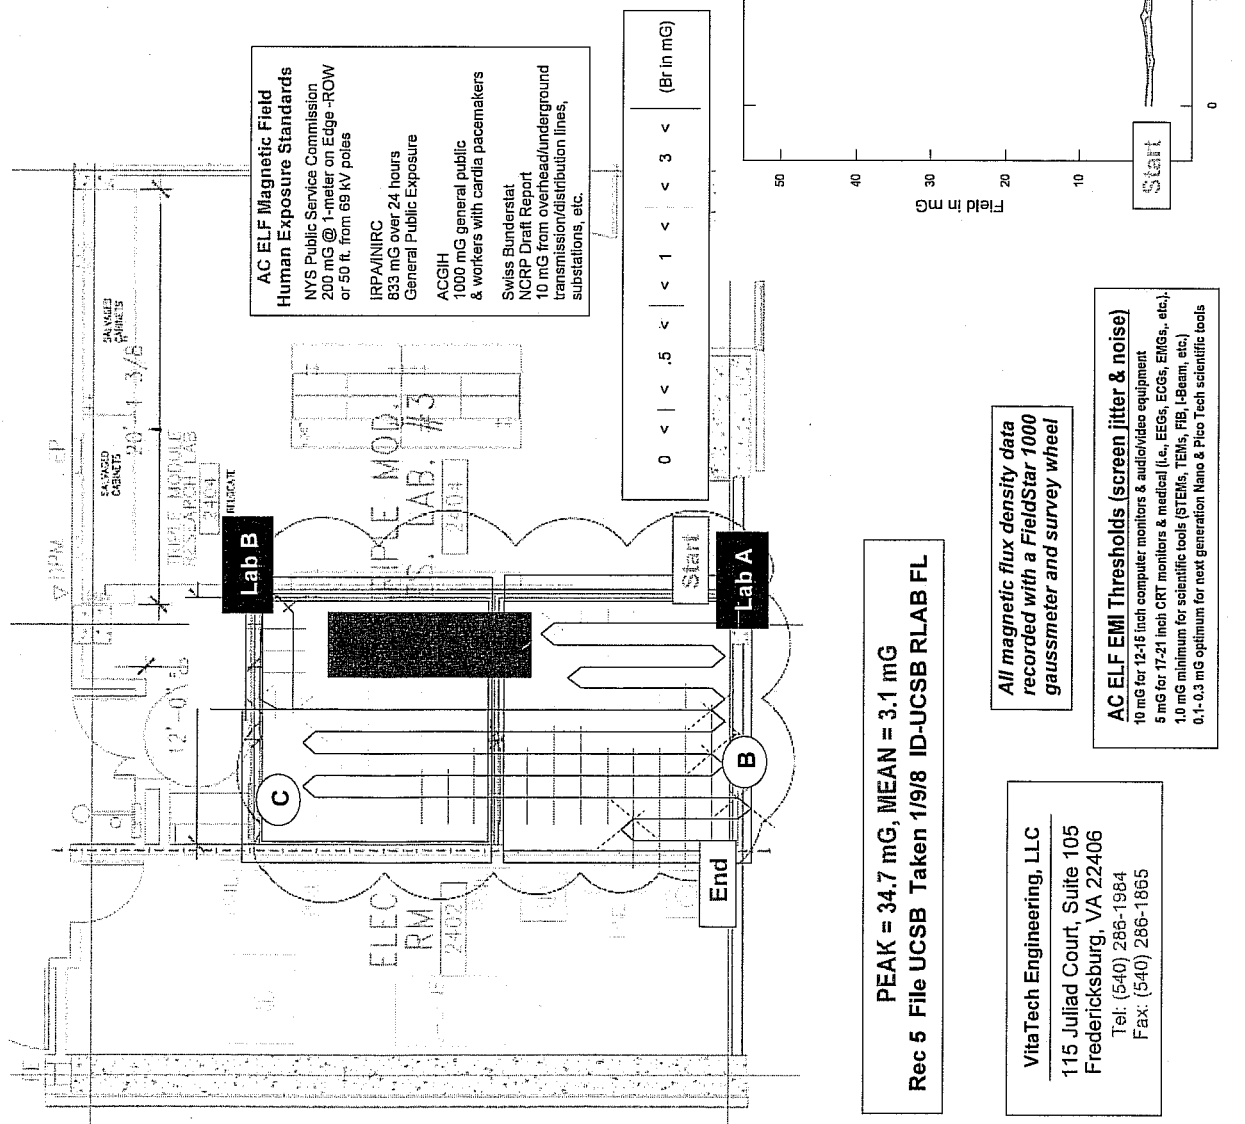 AC ELF Magnetic Field
Human Exposure Standards
NYS Public Service Commission
200 mG @ 1-meter on Edge -ROW
or 50 ft. from 69 kV poles
IRPA/INIRC
833 mG over 24 hours
General Public Exposure
ACGIH
1000 mG general public
& workers with cardia pacemakers
Swiss Bunderstat
NCRP Draft Report
10 mG from overhead/underground
transmission/distribution lines,
substations, etc.
0 < | < .5 < | < 1 < | < 3 < | (Br in mG)
Field in mG
50
40
30
20
10
0
Start
SALVAGED
CABINETS
SALVAGED
CABINETS
20'-4 3/8"
TRIPLE MODULE
RESEARCH LAB
2404
RELOCATE
Lab B
#3
2404
12'-0"
Start
Lab A
C
B
End
ELEC
RM
2402
PEAK = 34.7 mG, MEAN = 3.1 mG
Rec 5 File UCSB Taken 1/9/8 ID-UCSB RLAB FL
All magnetic flux density data
recorded with a FieldStar 1000
gaussmeter and survey wheel
AC ELF EMI Thresholds (screen jitter & noise)
10 mG for 12-15 inch computer monitors & audio/video equipment
5 mG for 17-21 inch CRT monitors & medical (i.e., EEGs, ECGs, EMGs,, etc.).
1.0 mG minimum for scientific tools (STEMs, TEMs, FIB, I-Beam, etc.)
0.1- 0.3 mG optimum for next generation Nano & Pico Tech scientific tools
VitaTech Engineering, LLC
115 Juliad Court, Suite 105
Fredericksburg, VA 22406
Tel: (540) 286-1984
Fax: (540) 286-1865